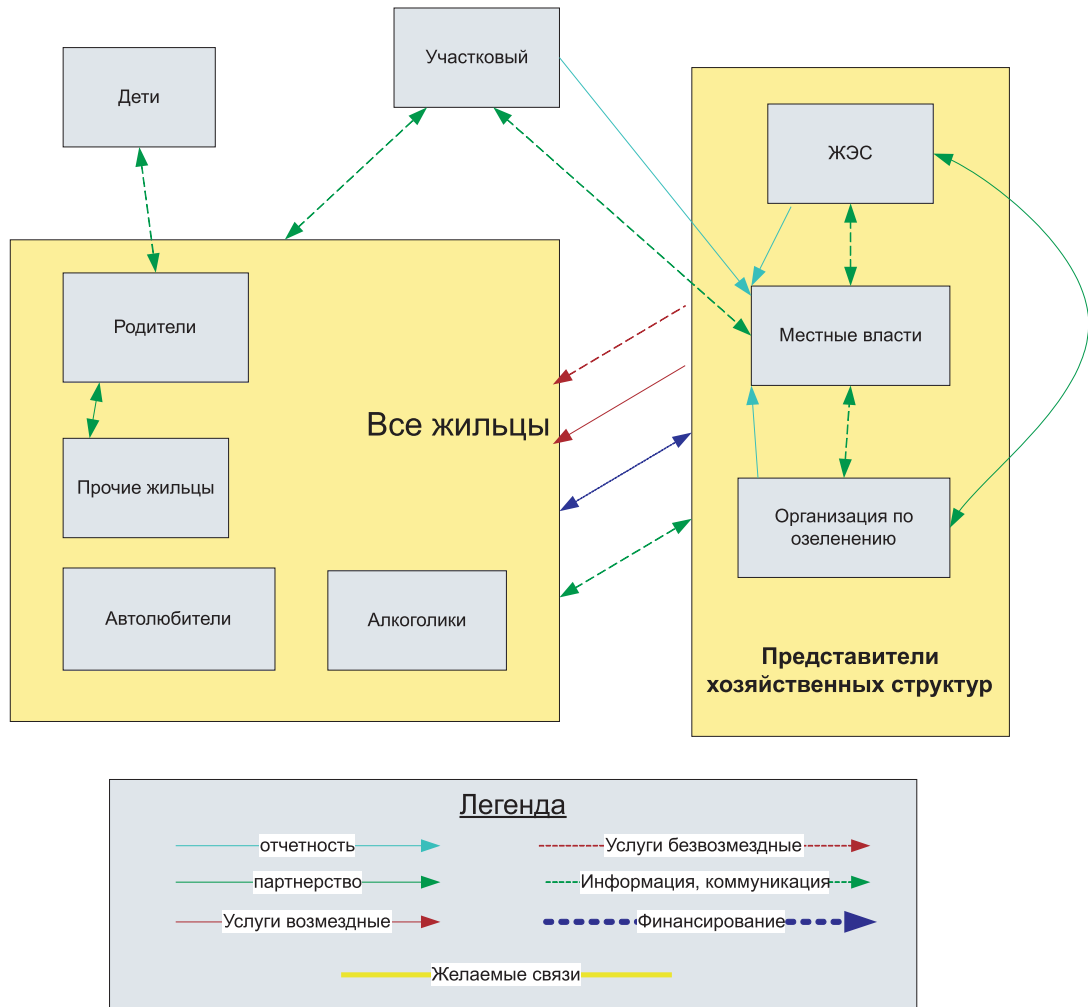 Участковый
Дети
ЖЭС
Родители
Местные власти
Все жильцы
Прочие жильцы
Организация по
озеленению
Автолюбители
Алкоголики
Представители
хозяйственных структур
Легенда
отчетность
Услуги безвозмездные
партнерство
Информация, коммуникация
Услуги возмездные
Финансирование
Желаемые связи